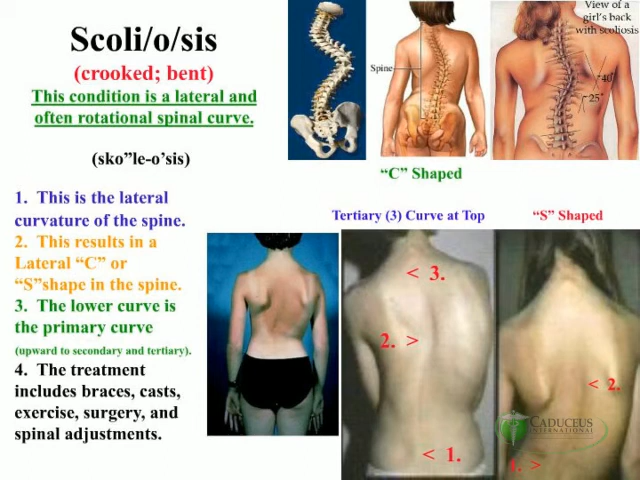 Scoli/o/sis
(crooked; bent)
This condition is a lateral and
often rotational spinal curve.
(sko”le-o’sis)
1. This is the lateral
curvature of the spine.
2. This results in a
Lateral “C” or
“S”shape in the spine.
3. The lower curve is
the primary curve
(upward to secondary and tertiary).
4. The treatment
includes braces, casts,
exercise, surgery, and
spinal adjustments.
Spine
View of a
girl's back
with scoliosis
40°
25°
“C” Shaped
Tertiary (3) Curve at Top
“S” Shaped
< 3.
2. >
< 1.
< 2.
1. >
CADUCEUS
INTERNATIONAL